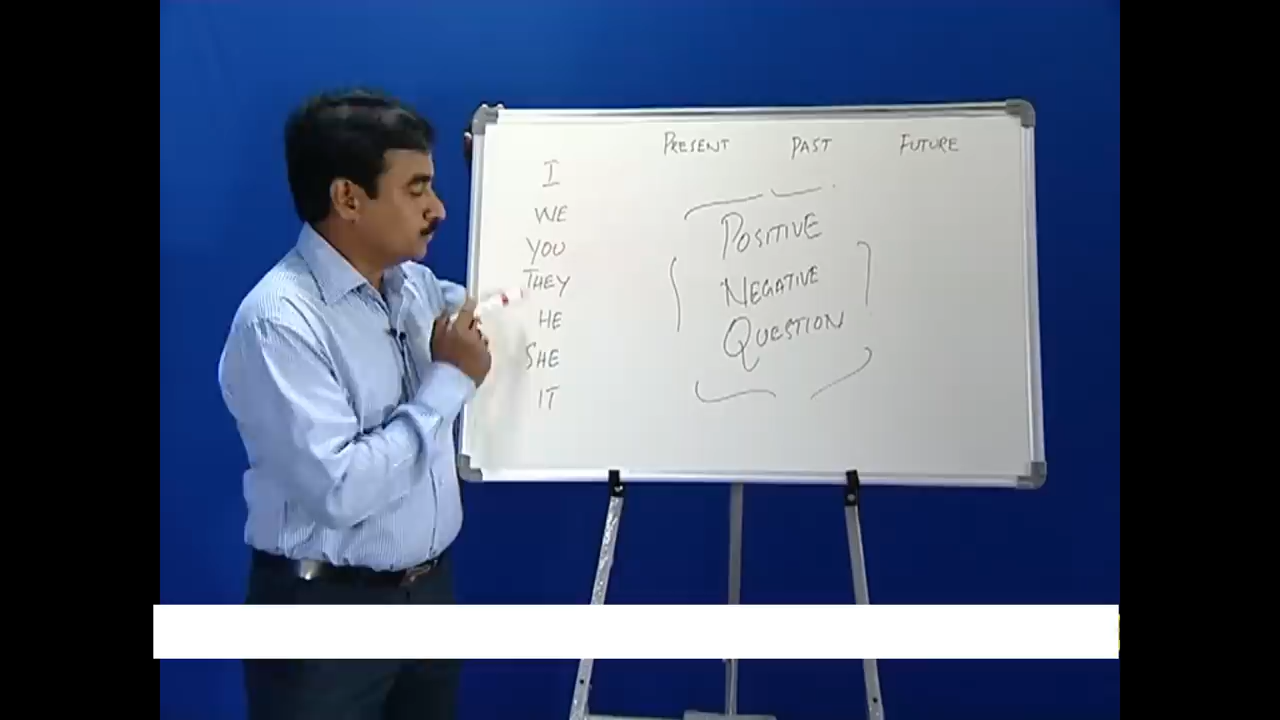 PRESENT PAST FUTURE
I
WE
YOU
THEY
HE
SHE
IT
POSITIVE
NEGATIVE
QUESTION